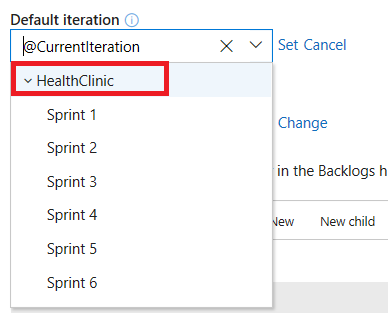 Default iteration
@CurrentIteration
Set Cancel
HealthClinic
Sprint 1
Sprint 2
Change
Sprint 3
in the Backlogs h
Sprint 4
New
New child
Sprint 5
Sprint 6